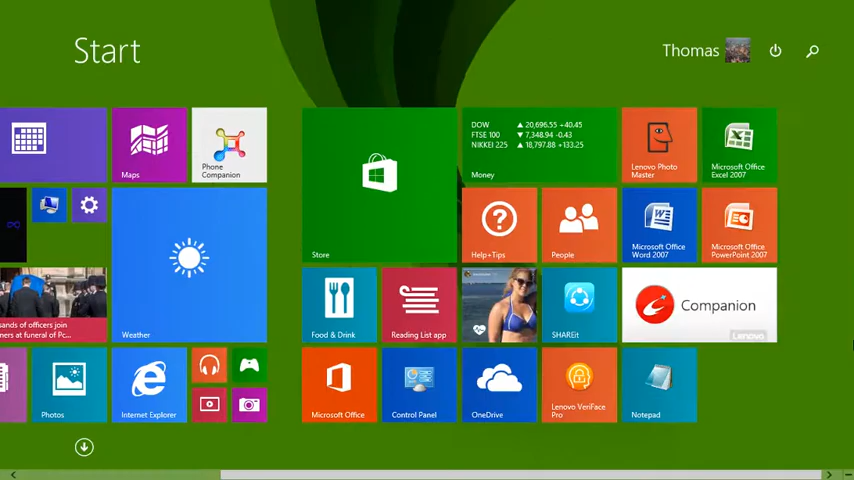 Start
Thomas
Maps
Phone
Companion
Store
DOW ▲ 20,696.55 +40.45
FTSE 100 ▼ 7,348.94 -0.43
NIKKEI 225 ▲ 18,797.88 +133.25
Money
Lenovo Photo
Master
Microsoft Office
Excel 2007
Weather
Help+Tips
People
Microsoft Office
Word 2007
Microsoft Office
PowerPoint 2007
sands of officers join
ners at funeral of Pc...
Food & Drink
Reading List app
SHAREit
Companion
Lenovo
Photos
Internet Explorer
Microsoft Office
Control Panel
OneDrive
Lenovo VeriFace
Pro
Notepad